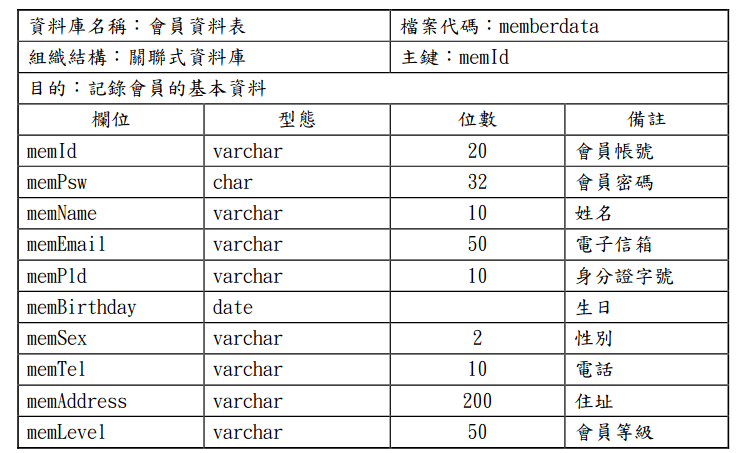 資料庫名稱：會員資料表 檔案代碼：memberdata
組織結構：關聯式資料庫 主鍵：memId
目的：記錄會員的基本資料
欄位 型態 位數 備註
memId varchar 20 會員帳號
memPsw char 32 會員密碼
memName varchar 10 姓名
memEmail varchar 50 電子信箱
memPld varchar 10 身分證字號
memBirthday date 生日
memSex varchar 2 性別
memTel varchar 10 電話
memAddress varchar 200 住址
memLevel varchar 50 會員等級